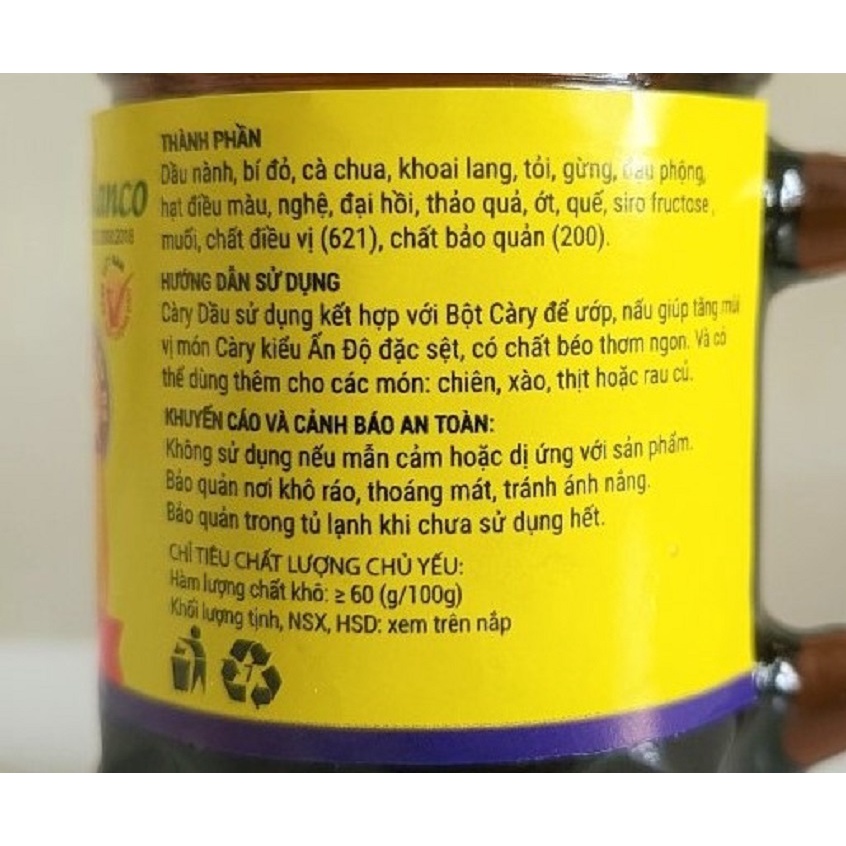 THÀNH PHẦN
Dầu nành, bí đỏ, cà chua, khoai lang, tỏi, gừng, đậu phộng,
hạt điều màu, nghệ, đại hồi, thảo quả, ớt, quế, siro fructose,
muối, chất điều vị (621), chất bảo quản (200).
HƯỚNG DẪN SỬ DỤNG
Càry Dầu sử dụng kết hợp với Bột Càry để ướp, nấu giúp tăng mùi
vị món Càry kiểu Ấn Độ đặc sệt, có chất béo thơm ngon. Và có
thể dùng thêm cho các món: chiên, xào, thịt hoặc rau củ.
KHUYẾN CÁO VÀ CẢNH BÁO AN TOÀN:
Không sử dụng nếu mẫn cảm hoặc dị ứng với sản phẩm.
Bảo quản nơi khô ráo, thoáng mát, tránh ánh nắng.
Bảo quản trong tủ lạnh khi chưa sử dụng hết.
CHỈ TIÊU CHẤT LƯỢNG CHỦ YẾU:
Hàm lượng chất khô: ≥ 60 (g/100g)
Khối lượng tịnh, NSX, HSD: xem trên nắp
1